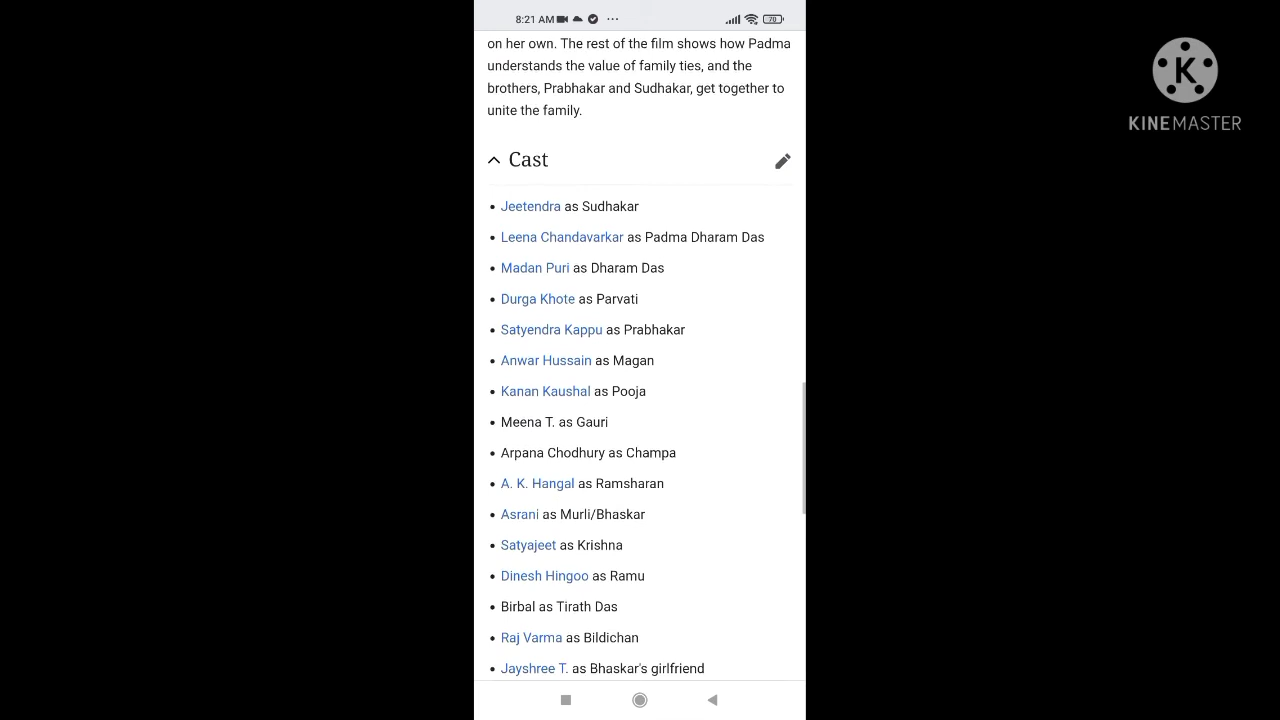 8:21 AM ... 70
on her own. The rest of the film shows how Padma
understands the value of family ties, and the
brothers, Prabhakar and Sudhakar, get together to
unite the family.
Cast
• Jeetendra as Sudhakar
• Leena Chandavarkar as Padma Dharam Das
• Madan Puri as Dharam Das
• Durga Khote as Parvati
• Satyendra Kappu as Prabhakar
• Anwar Hussain as Magan
• Kanan Kaushal as Pooja
• Meena T. as Gauri
• Arpana Chodhury as Champa
• A. K. Hangal as Ramsharan
• Asrani as Murli/Bhaskar
• Satyajeet as Krishna
• Dinesh Hingoo as Ramu
• Birbal as Tirath Das
• Raj Varma as Bildichan
• Jayshree T. as Bhaskar's girlfriend
K
KINEMASTER